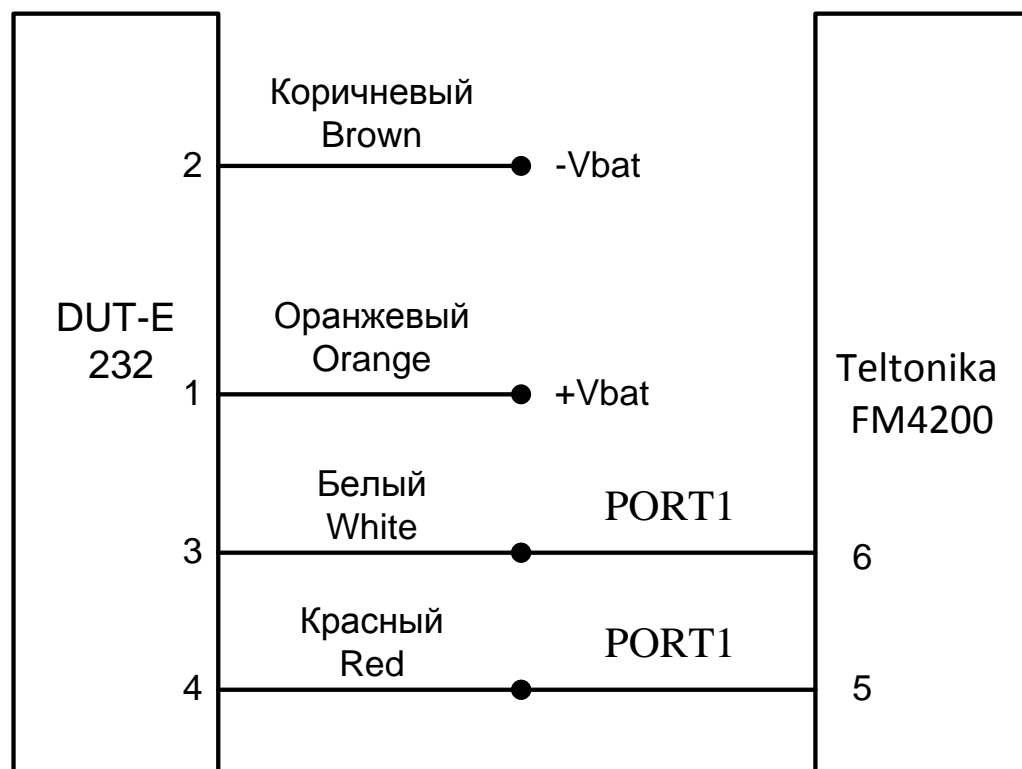 Коричневый
Brown
2
-Vbat
DUT-E
232
Оранжевый
Orange
1
+Vbat
Teltonika
FM4200
Белый
White
PORT1
3
6
Красный
Red
PORT1
4
5